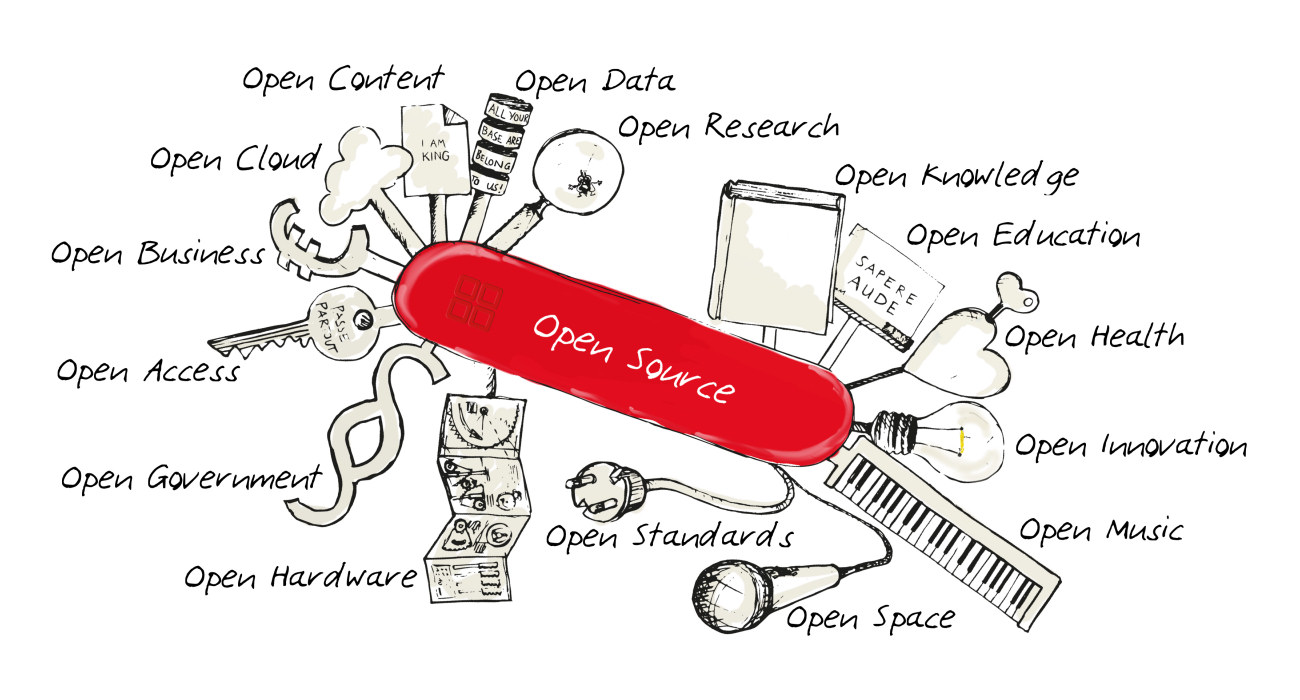 Open Content
Open Data
Open Research
Open Cloud
Open Knowledge
Open Business
Open Education
Open Access
Open Health
Open Government
Open Innovation
Open Hardware
Open Standards
Open Music
Open Space
Open Source
I AM
KING
ALL YOUR
BASE ARE
BELONG
TO US!
SAPERE
AUDE
PASSE
PARTOUT